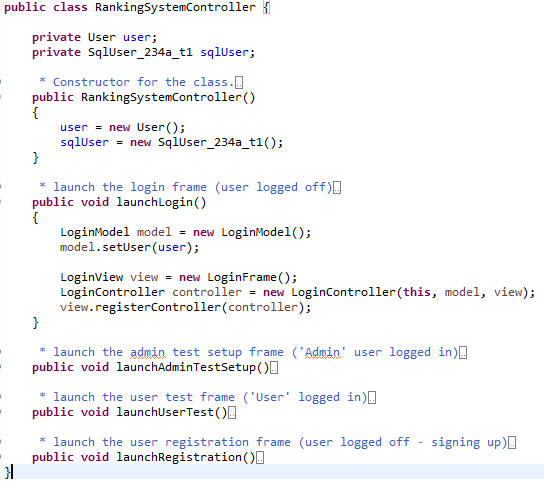 public class RankingSystemController {
private User user;
private SqlUser_234a_t1 sqlUser;
* Constructor for the class.
public RankingSystemController()
{
user = new User();
sqlUser = new SqlUser_234a_t1();
}
* launch the login frame (user logged off)
public void launchLogin()
{
LoginModel model = new LoginModel();
model.setUser(user);
LoginView view = new LoginFrame();
LoginController controller = new LoginController(this, model, view);
view.registerController(controller);
}
* launch the admin test setup frame ('Admin' user logged in)
public void launchAdminTestSetup()
* launch the user test frame ('User' logged in)
public void launchUserTest()
* launch the user registration frame (user logged off - signing up)
public void launchRegistration()
}